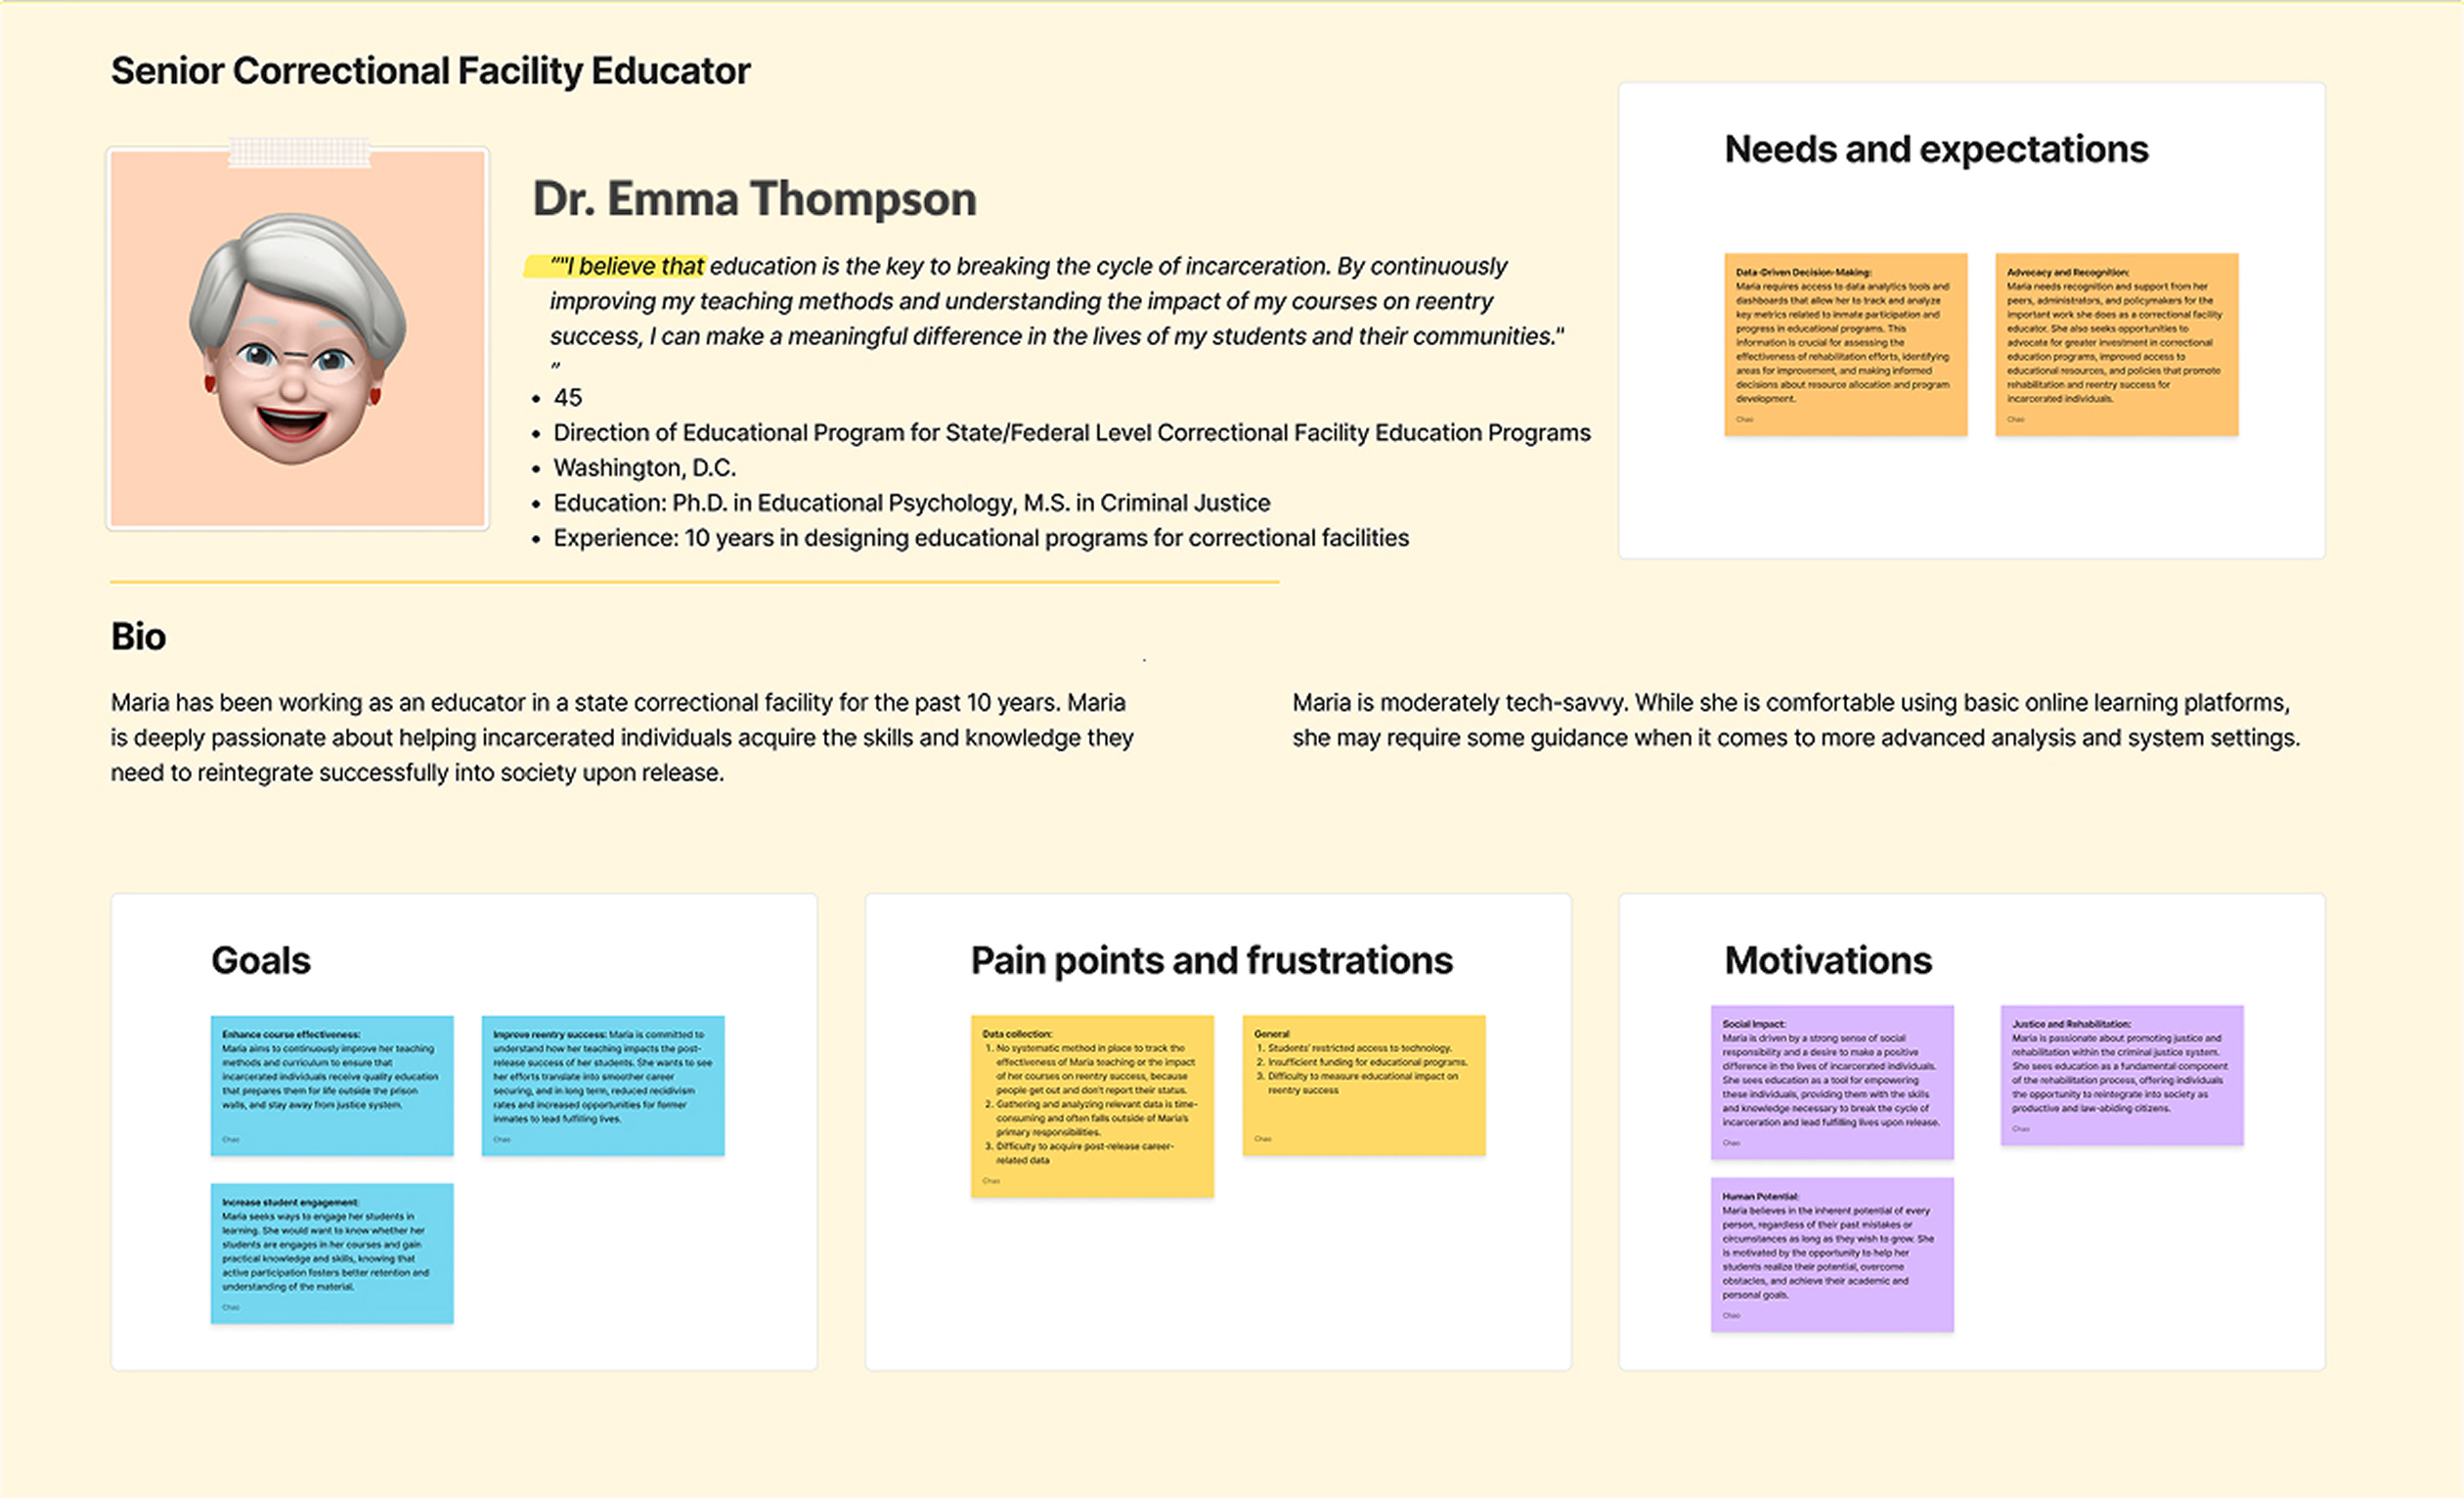 Senior Correctional Facility Educator
Dr. Emma Thompson
“"I believe that education is the key to breaking the cycle of incarceration. By continuously
improving my teaching methods and understanding the impact of my courses on reentry
success, I can make a meaningful difference in the lives of my students and their communities."
”
• 45
• Direction of Educational Program for State/Federal Level Correctional Facility Education Programs
• Washington, D.C.
• Education: Ph.D. in Educational Psychology, M.S. in Criminal Justice
• Experience: 10 years in designing educational programs for correctional facilities
Needs and expectations
Data-Driven Decision-Making:
Maria requires access to data analytics tools and
dashboards that allow her to track and analyze
key metrics related to inmate participation and
progress in educational programs. This
information is crucial for assessing the
effectiveness of rehabilitation efforts, identifying
areas for improvement, and making informed
decisions about resource allocation and program
development.
Chao
Advocacy and Recognition:
Maria needs recognition and support from her
peers, administrators, and policymakers for the
important work she does as a correctional facility
educator. She also seeks opportunities to
advocate for greater investment in correctional
education programs, improved access to
educational resources, and policies that promote
rehabilitation and reentry success for
incarcerated individuals.
Chao
Bio
Maria has been working as an educator in a state correctional facility for the past 10 years. Maria
is deeply passionate about helping incarcerated individuals acquire the skills and knowledge they
need to reintegrate successfully into society upon release.
Maria is moderately tech-savvy. While she is comfortable using basic online learning platforms,
she may require some guidance when it comes to more advanced analysis and system settings.
Goals
Enhance course effectiveness:
Maria aims to continuously improve her teaching
methods and curriculum to ensure that
incarcerated individuals receive quality education
that prepares them for life outside the prison
walls, and stay away from justice system.
Chao
Improve reentry success: Maria is committed to
understand how her teaching impacts the post-
release success of her students. She wants to see
her efforts translate into smoother career
securing, and in long term, reduced recidivism
rates and increased opportunities for former
inmates to lead fulfilling lives.
Chao
Increase student engagement:
Maria seeks ways to engage her students in
learning. She would want to know whether her
students are engages in her courses and gain
practical knowledge and skills, knowing that
active participation fosters better retention and
understanding of the material.
Chao
Pain points and frustrations
Data collection:
1. No systematic method in place to track the
effectiveness of Maria teaching or the impact
of her courses on reentry success, because
people get out and don't report their status.
2. Gathering and analyzing relevant data is time-
consuming and often falls outside of Maria's
primary responsibilities.
3. Difficulty to acquire post-release career-
related data
Chao
General
1. Students' restricted access to technology.
2. Insufficient funding for educational programs.
3. Difficulty to measure educational impact on
reentry success
Chao
Motivations
Social Impact:
Maria is driven by a strong sense of social
responsibility and a desire to make a positive
difference in the lives of incarcerated individuals.
She sees education as a tool for empowering
these individuals, providing them with the skills
and knowledge necessary to break the cycle of
incarceration and lead fulfilling lives upon release.
Chao
Justice and Rehabilitation:
Maria is passionate about promoting justice and
rehabilitation within the criminal justice system.
She sees education as a fundamental component
of the rehabilitation process, offering individuals
the opportunity to reintegrate into society as
productive and law-abiding citizens.
Chao
Human Potential:
Maria believes in the inherent potential of every
person, regardless of their past mistakes or
circumstances as long as they wish to grow. She
is motivated by the opportunity to help her
students realize their potential, overcome
obstacles, and achieve their academic and
personal goals.
Chao